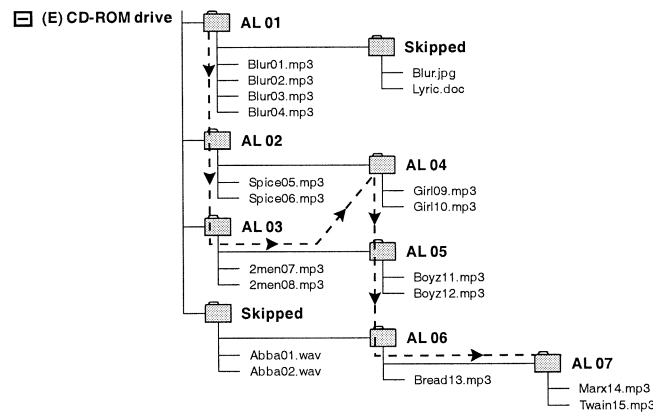 (E) CD-ROM drive
AL 01
Skipped
Blur01.mp3
Blur02.mp3
Blur03.mp3
Blur04.mp3
Blur.jpg
Lyric.doc
AL 02
AL 04
Spice05.mp3
Spice06.mp3
Girl09.mp3
Girl10.mp3
AL 03
AL 05
2men07.mp3
2men08.mp3
Boyz11.mp3
Boyz12.mp3
Skipped
AL 06
Abba01.wav
Abba02.wav
Bread13.mp3
AL 07
Marx14.mp3
Twain15.mp3